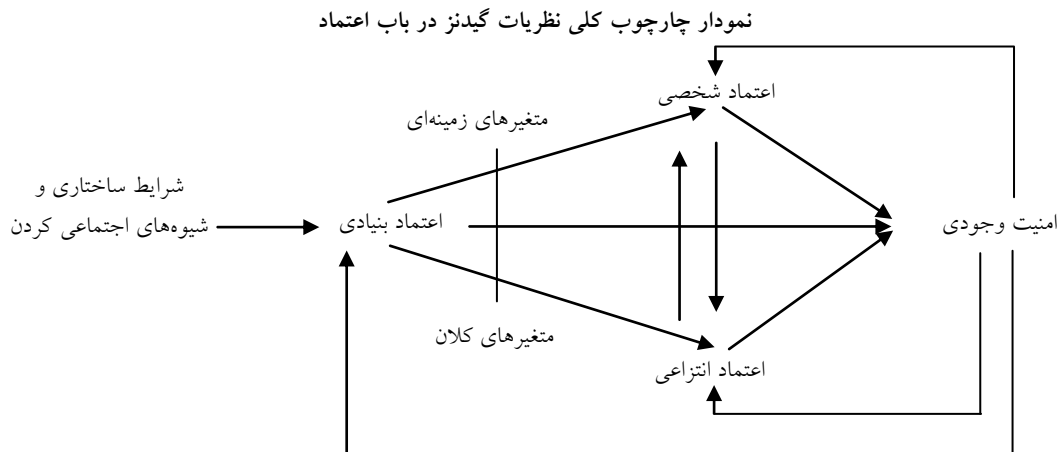 نمودار چارچوب کلی نظریات گیدنز در باب اعتماد
اعتماد شخصی
متغیرهای زمینه‌ای
شرایط ساختاری و
شیوه‌های اجتماعی کردن
اعتماد بنیادی
امنیت وجودی
متغیرهای کلان
اعتماد انتزاعی